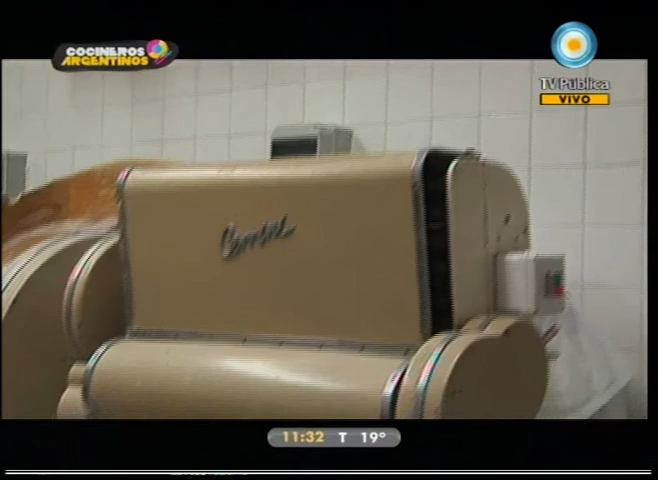 COCINEROS
ARGENTINOS
TV Pública
VIVO
11:32 T 19°